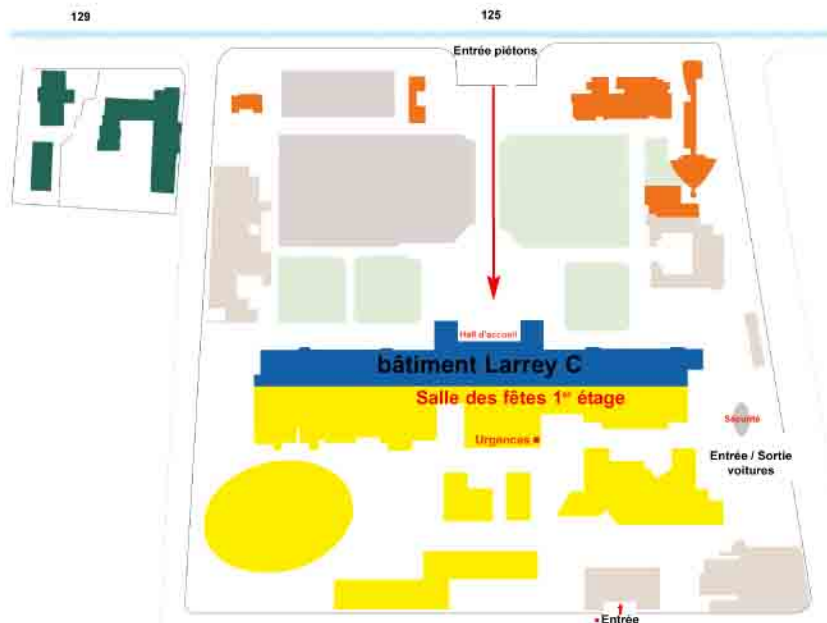 129
125
Entrée piétons
Hall d'accueil
bâtiment Larrey C
Salle des fêtes 1er étage
Sécurité
Urgences
Entrée / Sortie
voitures
Entrée